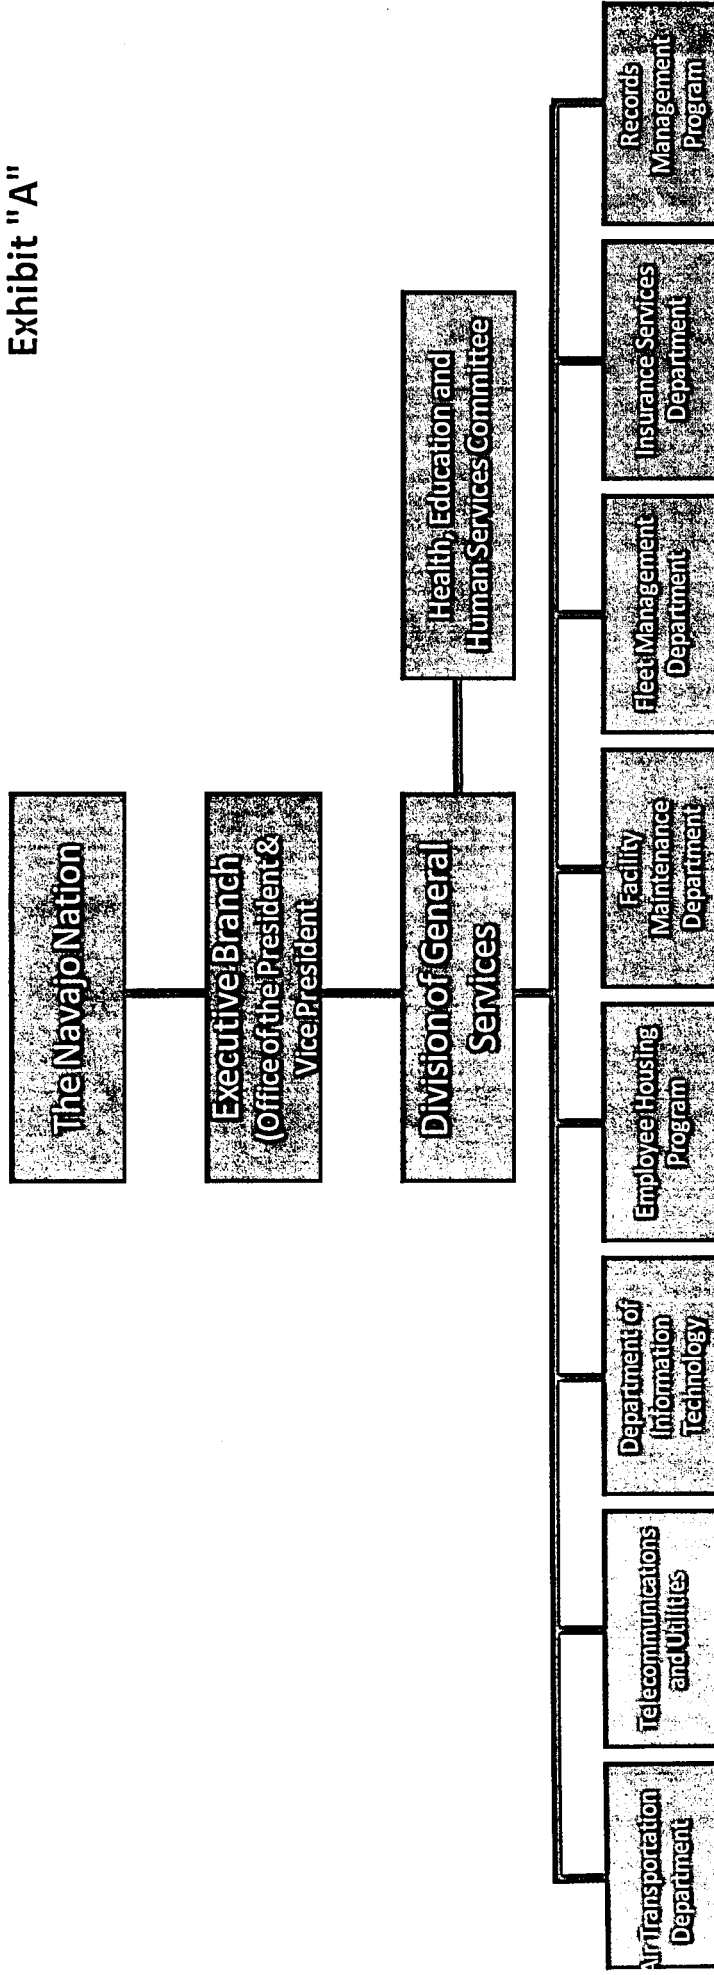 Exhibit "A"
The Navajo Nation
Executive Branch
(Office of the President &
Vice President
Division of General
Services
Health, Education and
Human Services Committee
Air Transportation
Department
Telecommunications
and Utilities
Department of
Information
Technology
Employee Housing
Program
Facility
Maintenance
Department
Fleet Management
Department
Insurance Services
Department
Records
Management
Program